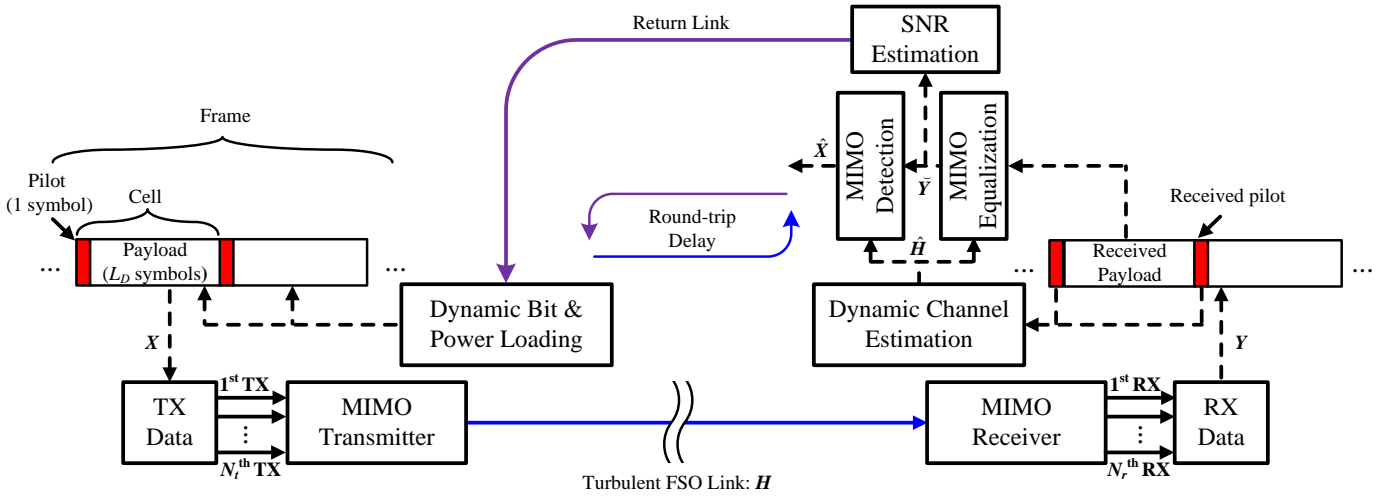 Return Link
SNR
Estimation
Frame
Pilot
(1 symbol)
Cell
Payload
(L_D symbols)
...
...
X
X̂
MIMO
Detection
Y̆
MIMO
Equalization
Round-trip
Delay
Ĥ
Received pilot
Received
Payload
...
...
Dynamic Bit &
Power Loading
Dynamic Channel
Estimation
Y
TX
Data
1st TX
...
N_t th TX
MIMO
Transmitter
MIMO
Receiver
1st RX
...
N_r th RX
RX
Data
Turbulent FSO Link: H